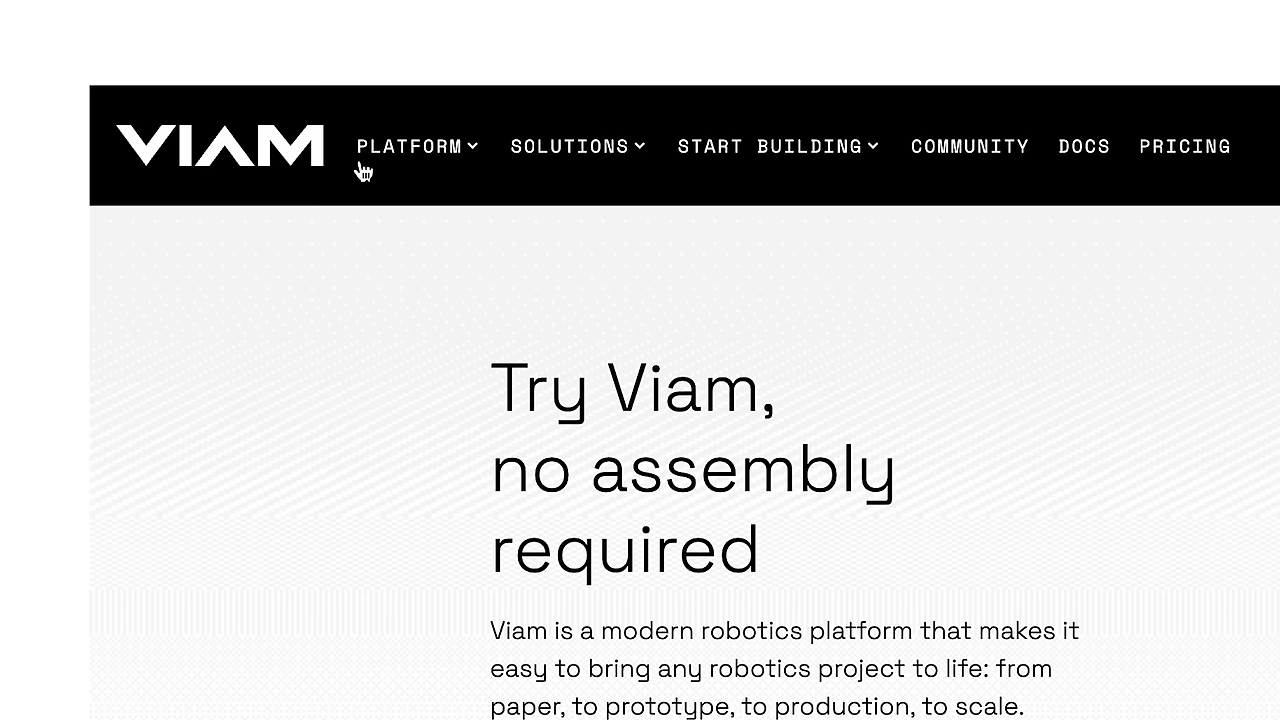 VIAM PLATFORM SOLUTIONS START BUILDING COMMUNITY DOCS PRICING
Try Viam,
no assembly
required
Viam is a modern robotics platform that makes it
easy to bring any robotics project to life: from
paper, to prototype, to production, to scale.